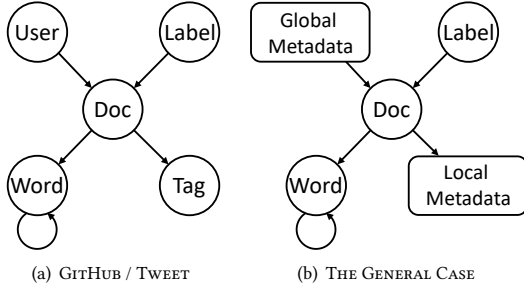 User
Label
Doc
Word
Tag
(a) GITHUB / TWEET
Global
Metadata
Label
Doc
Word
Local
Metadata
(b) THE GENERAL CASE